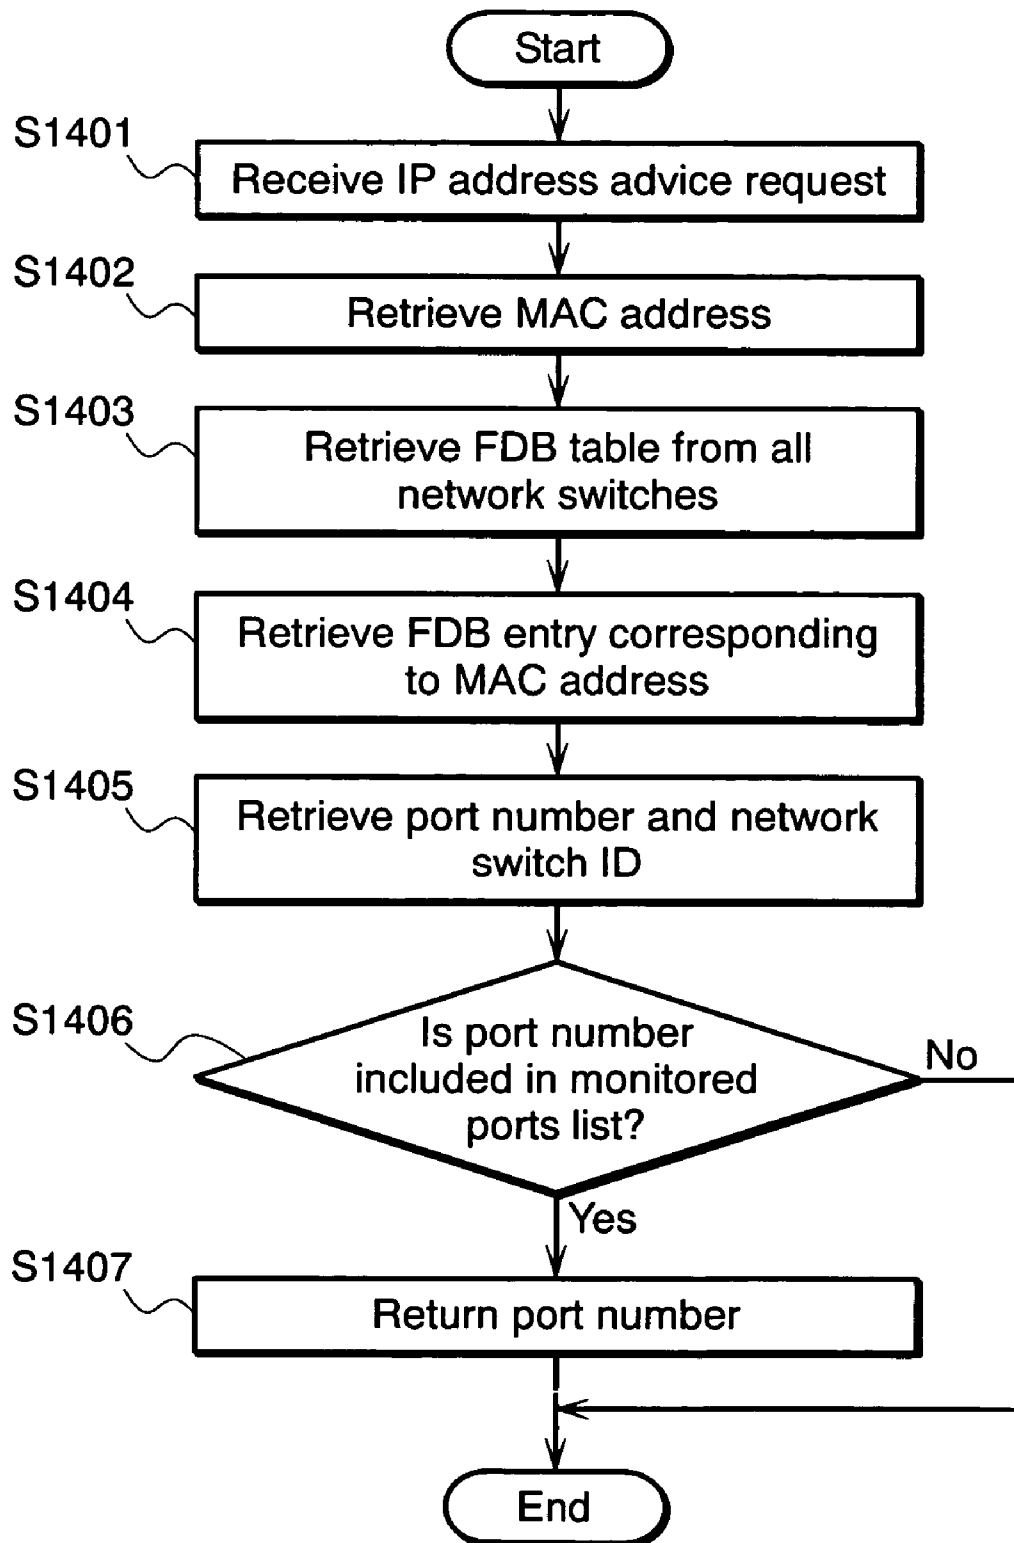 Start
S1401
Receive IP address advice request
S1402
Retrieve MAC address
S1403
Retrieve FDB table from all
network switches
S1404
Retrieve FDB entry corresponding
to MAC address
S1405
Retrieve port number and network
switch ID
S1406
Is port number
included in monitored
ports list?
No
Yes
S1407
Return port number
End